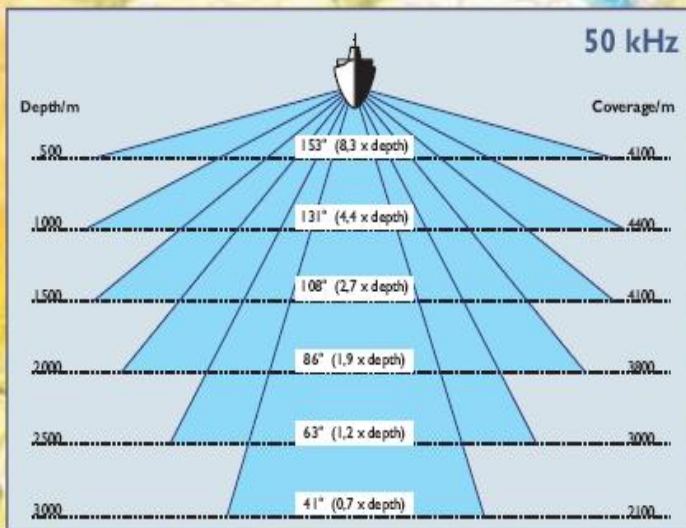 50 kHz
Depth/m Coverage/m
500 153° (8,3 x depth) 4100
1000 131° (4,4 x depth) 4400
1500 108° (2,7 x depth) 4100
2000 86° (1,9 x depth) 3800
2500 63° (1,2 x depth) 3000
3000 41° (0,7 x depth) 2100